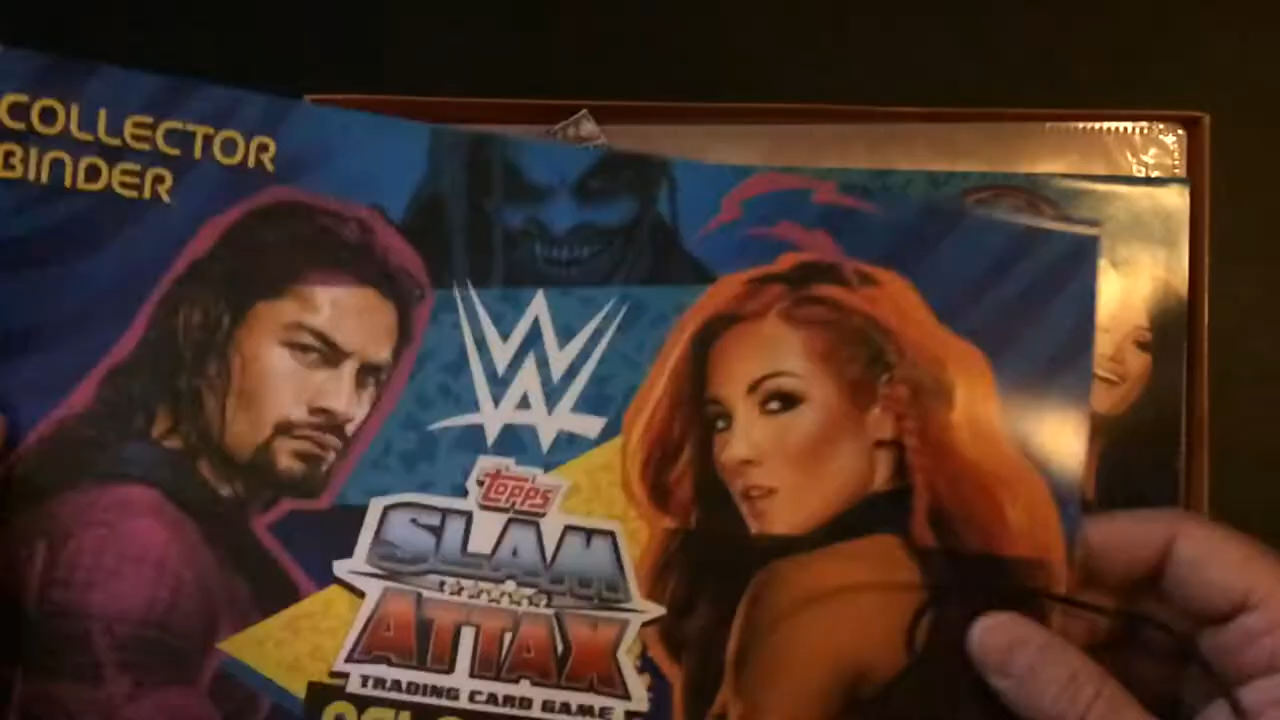 COLLECTOR
BINDER
W
Topps
SLAM
ATTAX
TRADING CARD GAME